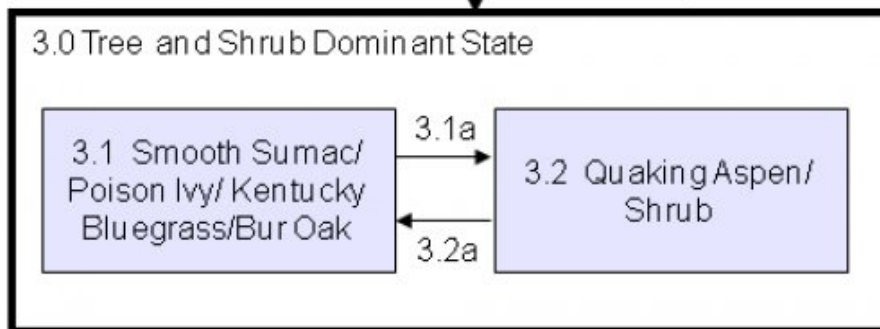 3.0 Tree and Shrub Dominant State
3.1 Smooth Sumac/
Poison Ivy/ Kentucky
Bluegrass/Bur Oak
3.1a
3.2a
3.2 Quaking Aspen/
Shrub